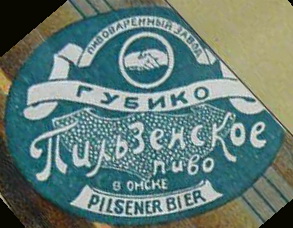 ПИВОВАРЕННЫЙ ЗАВОД
ГУБИКО
Пильзенское
пиво
В ОМСКЕ
PILSENER BIER